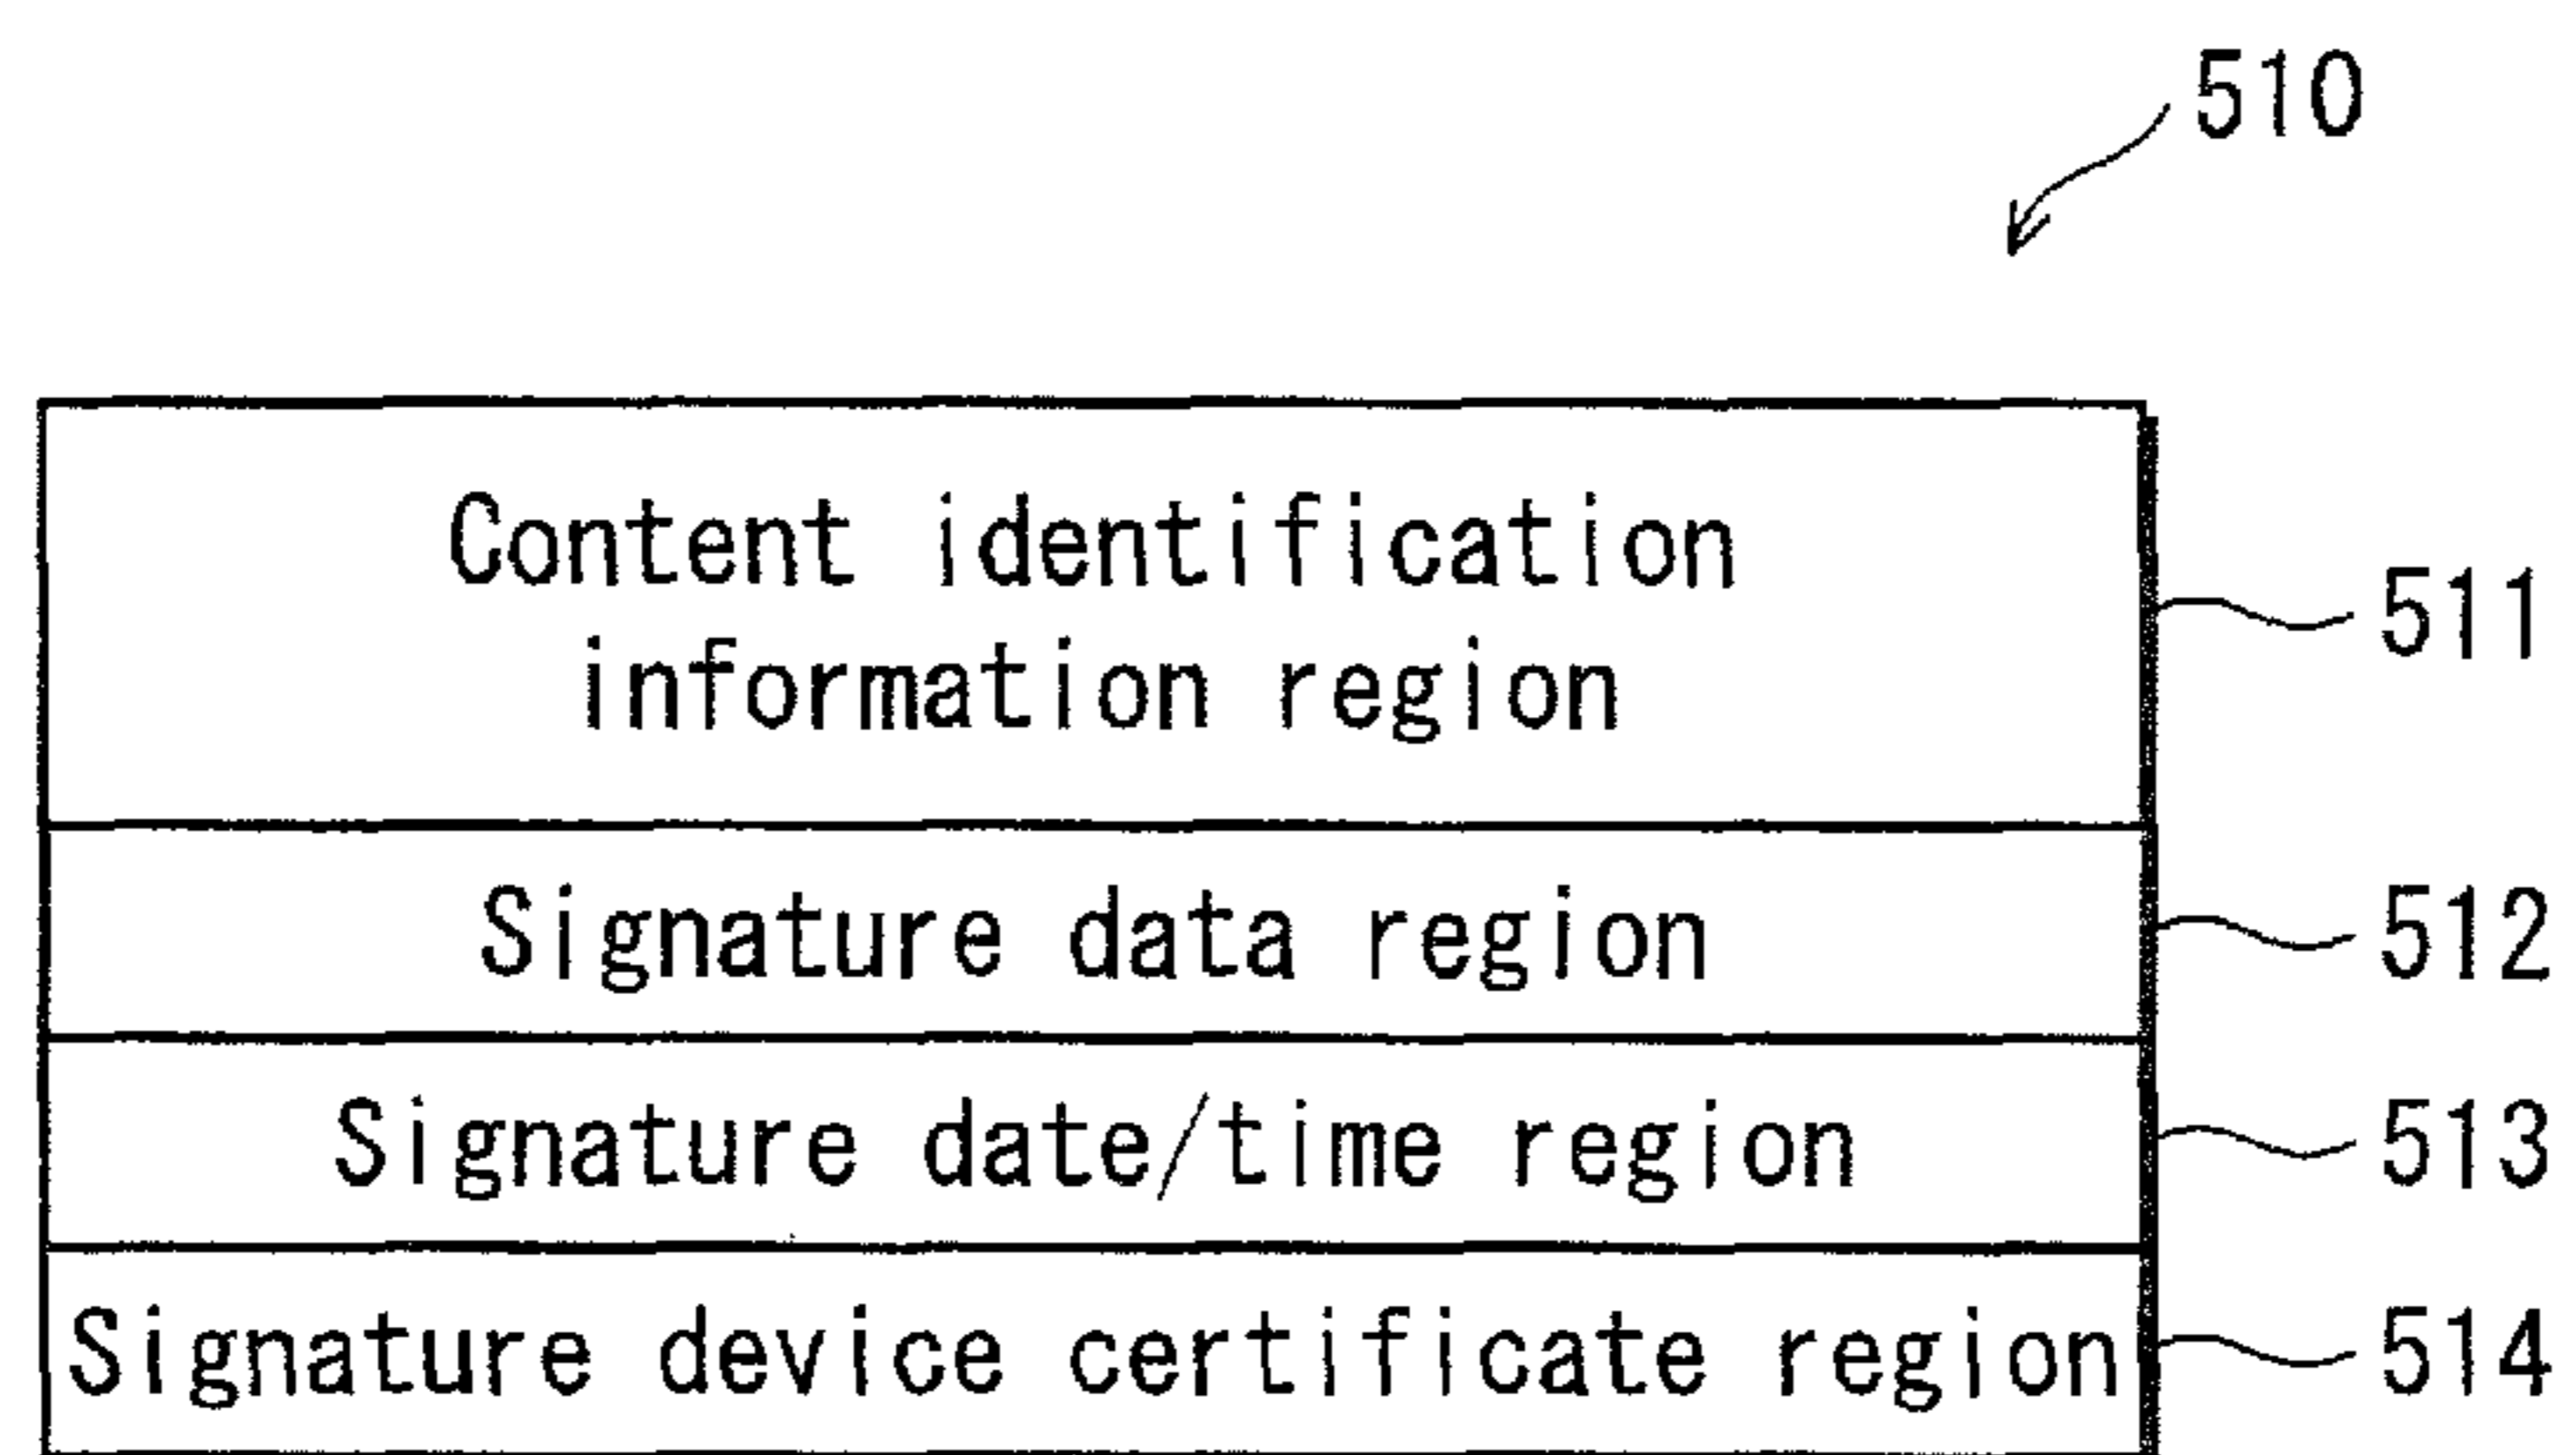 510
Content identification
information region
511
Signature data region
512
Signature date/time region
513
Signature device certificate region
514